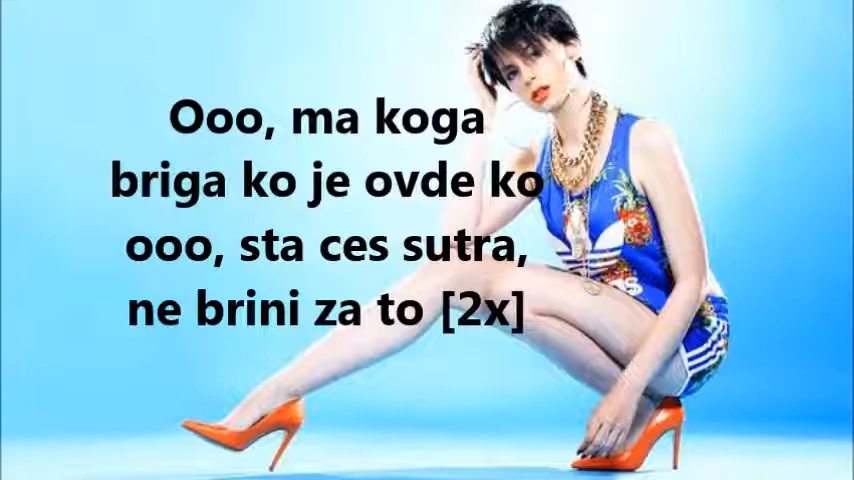 Ooo, ma koga
briga ko je ovde ko
ooo, sta ces sutra,
ne brini za to [2x]